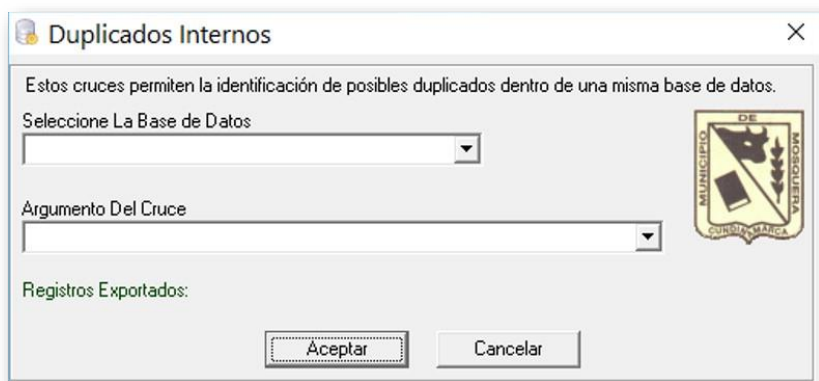 Duplicados Internos
Estos cruces permiten la identificación de posibles duplicados dentro de una misma base de datos.
Seleccione La Base de Datos
Argumento Del Cruce
Registros Exportados:
Aceptar
Cancelar
MUNICIPIO
DE
MOSQUERA
CUNDINAMARCA